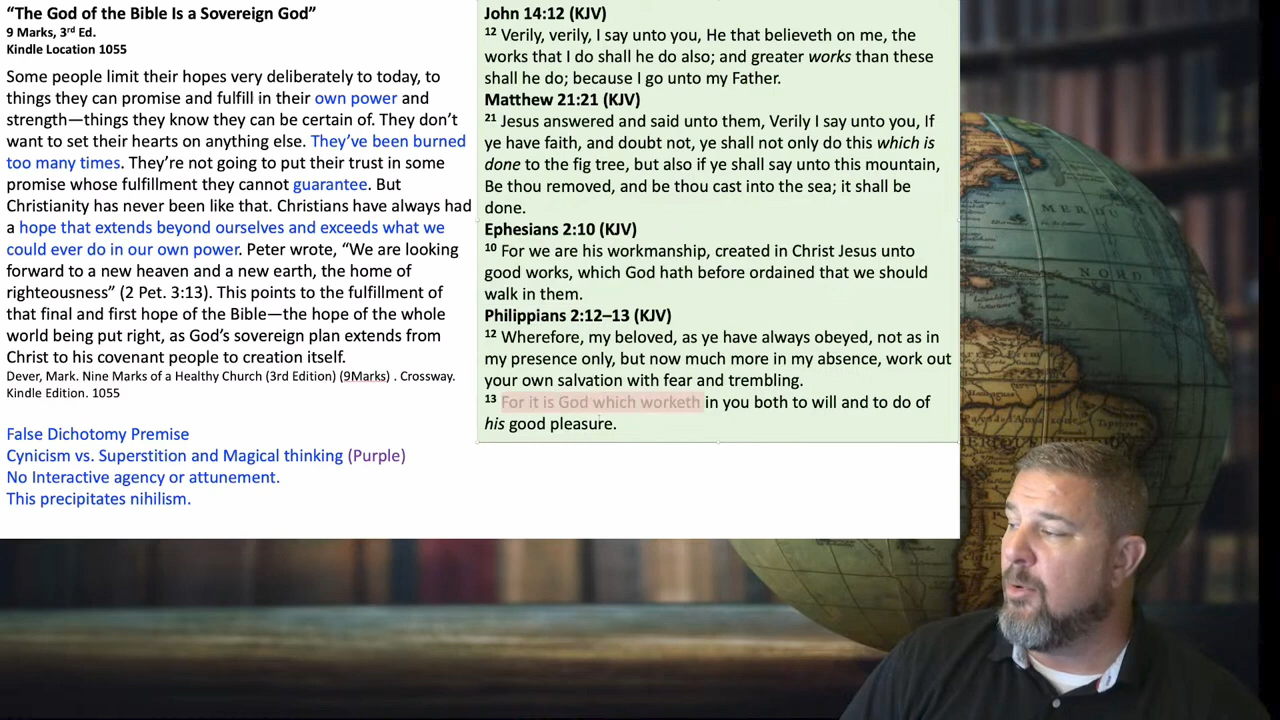 “The God of the Bible Is a Sovereign God”
9 Marks, 3rd Ed.
Kindle Location 1055
Some people limit their hopes very deliberately to today, to
things they can promise and fulfill in their own power and
strength—things they know they can be certain of. They don’t
want to set their hearts on anything else. They’ve been burned
too many times. They’re not going to put their trust in some
promise whose fulfillment they cannot guarantee. But
Christianity has never been like that. Christians have always had
a hope that extends beyond ourselves and exceeds what we
could ever do in our own power. Peter wrote, “We are looking
forward to a new heaven and a new earth, the home of
righteousness” (2 Pet. 3:13). This points to the fulfillment of
that final and first hope of the Bible—the hope of the whole
world being put right, as God’s sovereign plan extends from
Christ to his covenant people to creation itself.
Dever, Mark. Nine Marks of a Healthy Church (3rd Edition) (9Marks) . Crossway.
Kindle Edition. 1055
False Dichotomy Premise
Cynicism vs. Superstition and Magical thinking (Purple)
No Interactive agency or attunement.
This precipitates nihilism.
John 14:12 (KJV)
12 Verily, verily, I say unto you, He that believeth on me, the
works that I do shall he do also; and greater works than these
shall he do; because I go unto my Father.
Matthew 21:21 (KJV)
21 Jesus answered and said unto them, Verily I say unto you, If
ye have faith, and doubt not, ye shall not only do this which is
done to the fig tree, but also if ye shall say unto this mountain,
Be thou removed, and be thou cast into the sea; it shall be
done.
Ephesians 2:10 (KJV)
10 For we are his workmanship, created in Christ Jesus unto
good works, which God hath before ordained that we should
walk in them.
Philippians 2:12–13 (KJV)
12 Wherefore, my beloved, as ye have always obeyed, not as in
my presence only, but now much more in my absence, work out
your own salvation with fear and trembling.
13 For it is God which worketh in you both to will and to do of
his good pleasure.
MERU
NORD